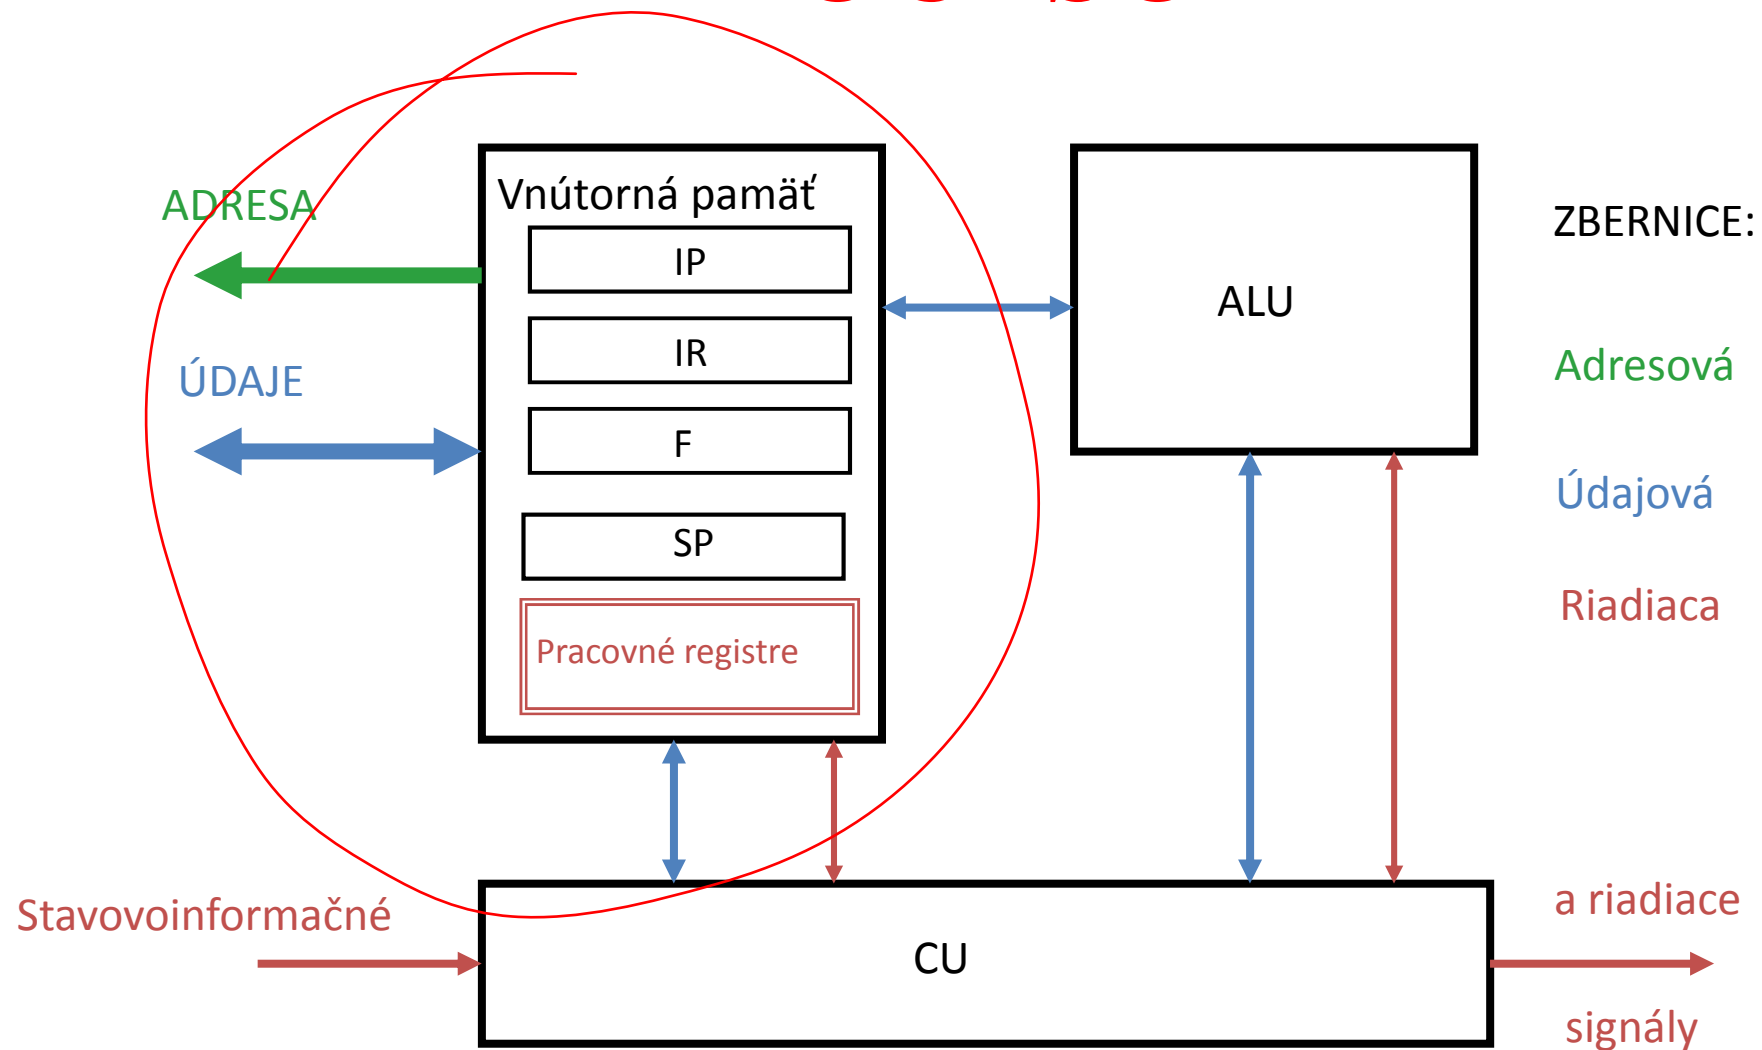 ADRESA
ÚDAJE
Vnútorná pamäť
IP
IR
F
SP
Pracovné registre
ALU
ZBERNICE:
Adresová
Údajová
Riadiaca
Stavovoinformačné
CU
a riadiace
signály